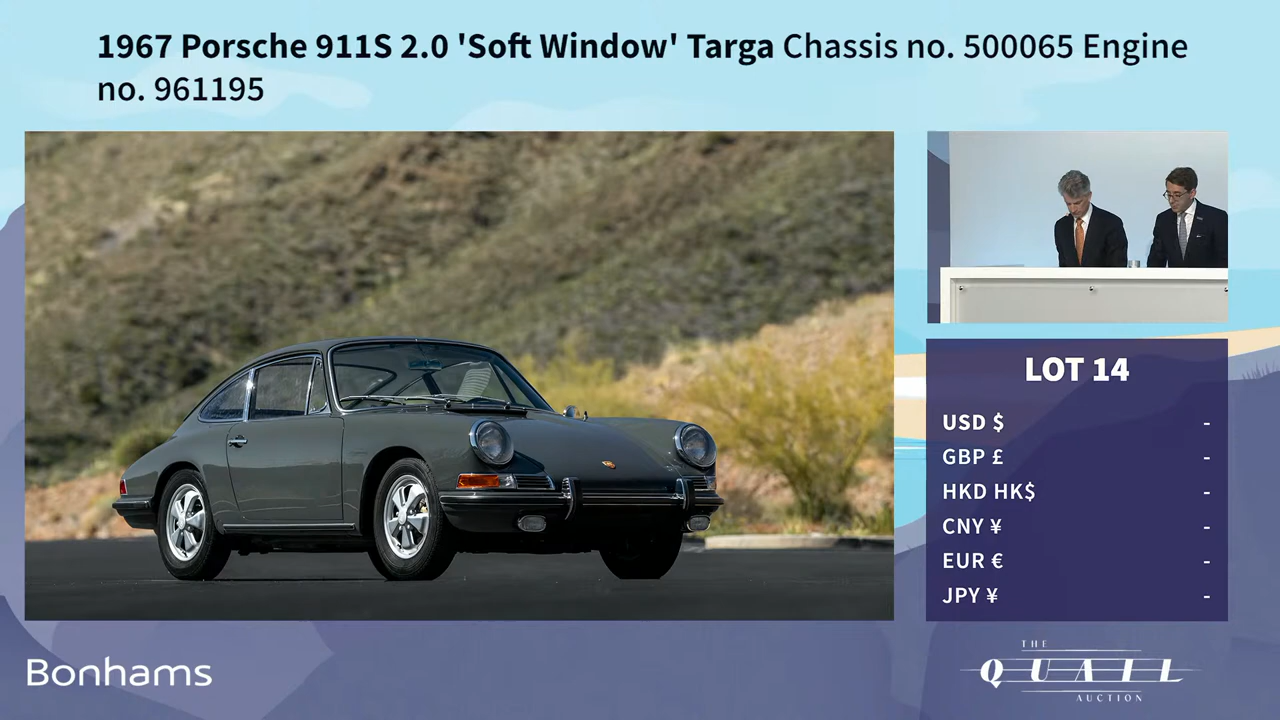 1967 Porsche 911S 2.0 'Soft Window' Targa Chassis no. 500065 Engine
no. 961195
LOT 14
USD $ -
GBP £ -
HKD HK$ -
CNY ¥ -
EUR € -
JPY ¥ -
Bonhams
THE
QUAIL
AUCTION